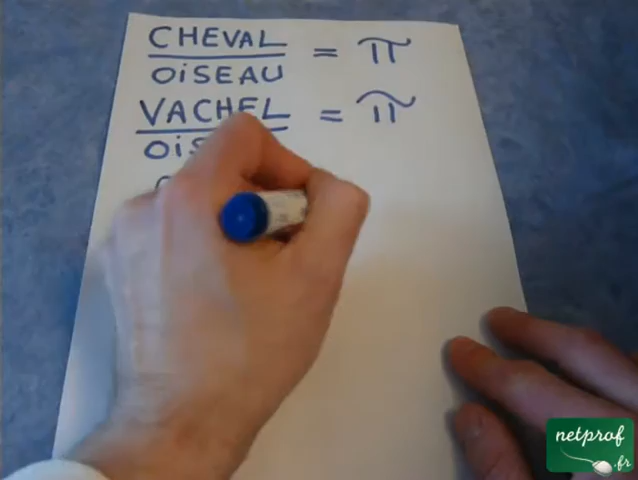 CHEVAL = π
OiSEAU
VACHEL = π
netprof
.fr